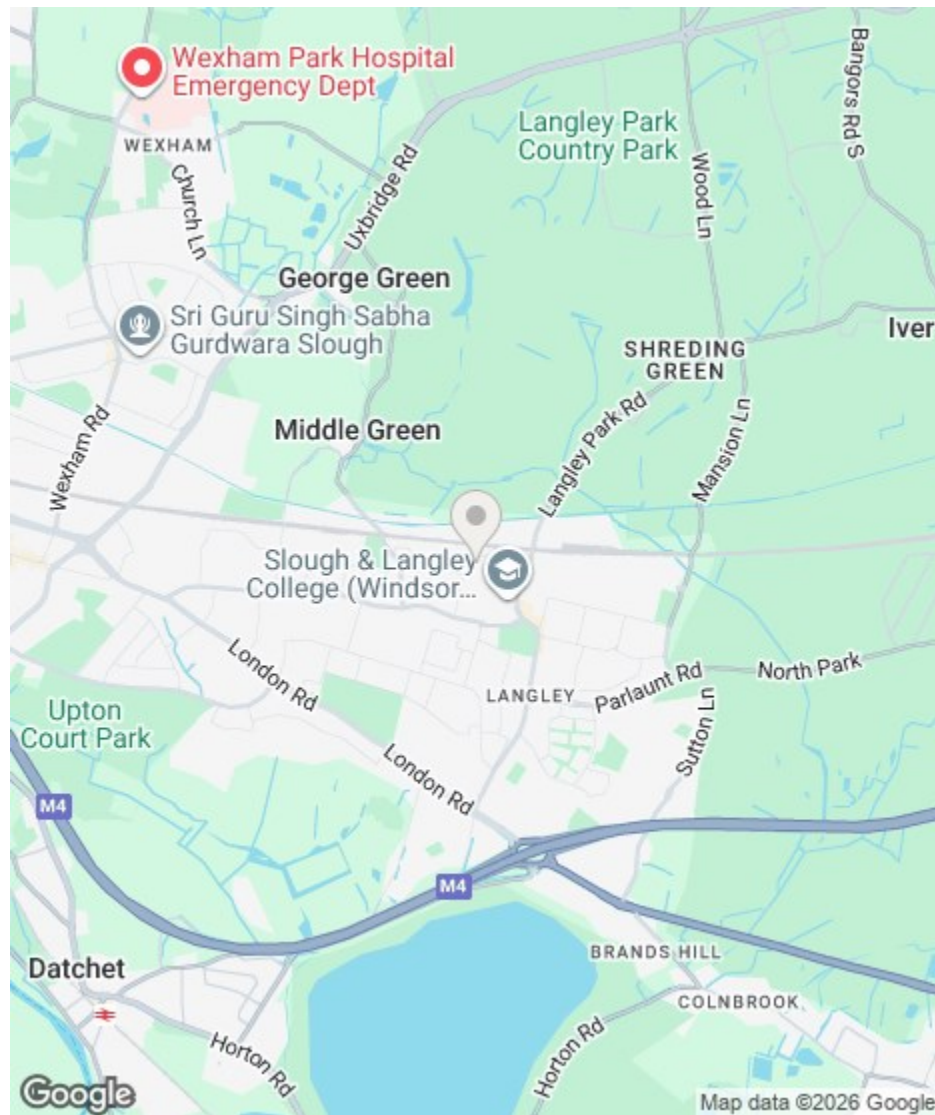 Wexham Park Hospital
Emergency Dept
WEXHAM
Church Ln
Uxbridge Rd
Langley Park
Country Park
Wood Ln
Bangors Rd S
George Green
Sri Guru Singh Sabha
Gurdwara Slough
SHREDING
GREEN
Iver
Wexham Rd
Middle Green
Langley Park Rd
Mansion Ln
Slough & Langley
College (Windsor...
London Rd
LANGLEY
Parlaunt Rd
North Park
Upton
Court Park
Sutton Ln
London Rd
M4
M4
Datchet
BRANDS HILL
COLNBROOK
Horton Rd
Horton Rd
Google
Map data ©2026 Google